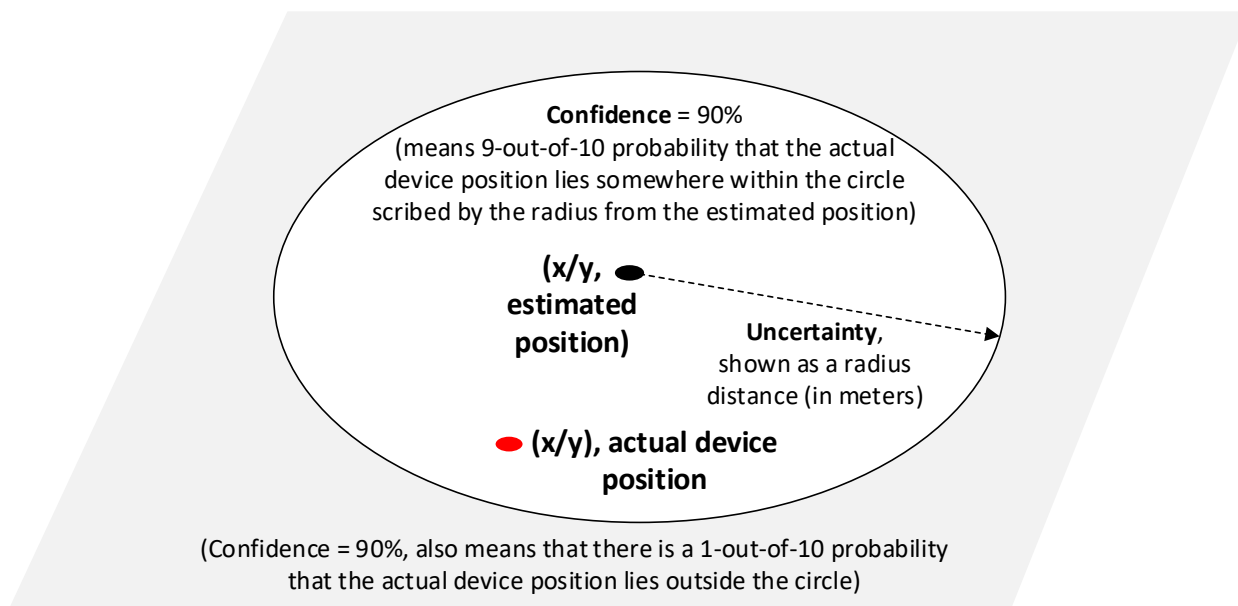 Confidence = 90%
(means 9-out-of-10 probability that the actual
device position lies somewhere within the circle
scribed by the radius from the estimated position)
(x/y,
estimated
position)
Uncertainty,
shown as a radius
distance (in meters)
(x/y), actual device
position
(Confidence = 90%, also means that there is a 1-out-of-10 probability
that the actual device position lies outside the circle)